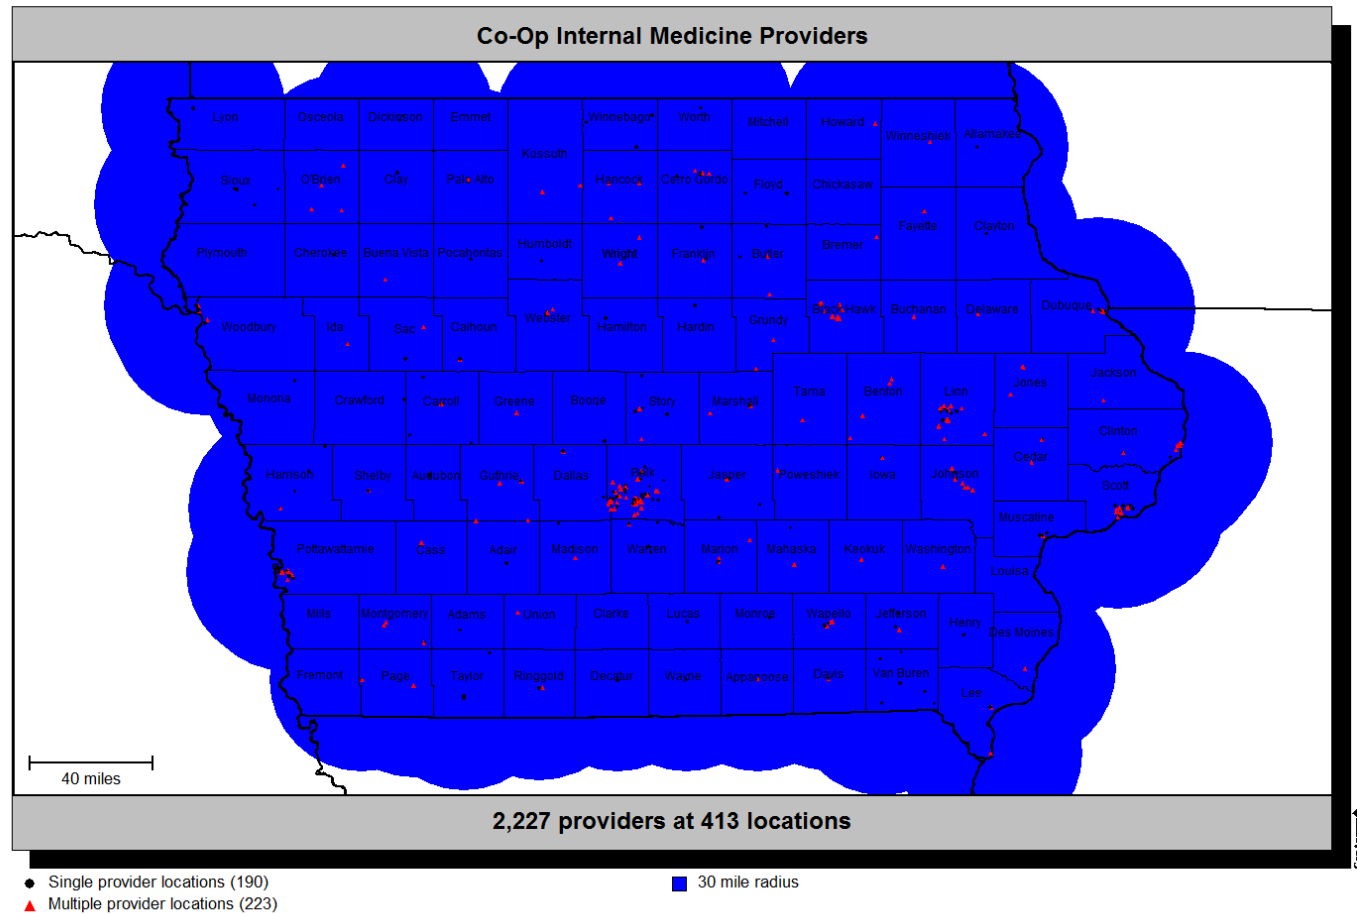 Co-Op Internal Medicine Providers
Lyon Osceola Dickinson Emmet Winnebago Worth Mitchell Howard Winneshiek Allamakee
Kossuth
Sioux O'Brien Clay Palo Alto Hancock Cerro Gordo Floyd Chickasaw
Fayette Clayton
Plymouth Cherokee Buena Vista Pocahontas Humboldt Wright Franklin Butler Bremer
Woodbury Ida Sac Calhoun Webster Hamilton Hardin Grundy Black Hawk Buchanan Delaware Dubuque
Monona Crawford Carroll Greene Boone Story Marshall Tama Benton Linn Jones Jackson
Clinton
Harrison Shelby Audubon Guthrie Dallas Polk Jasper Poweshiek Iowa Johnson Cedar
Scott
Muscatine
Pottawattamie Cass Adair Madison Warren Marion Mahaska Keokuk Washington
Louisa
Mills Montgomery Adams Union Clarke Lucas Monroe Wapello Jefferson Henry
Des Moines
Fremont Page Taylor Ringgold Decatur Wayne Appanoose Davis Van Buren
Lee
40 miles
2,227 providers at 413 locations
Single provider locations (190)
30 mile radius
Multiple provider locations (223)